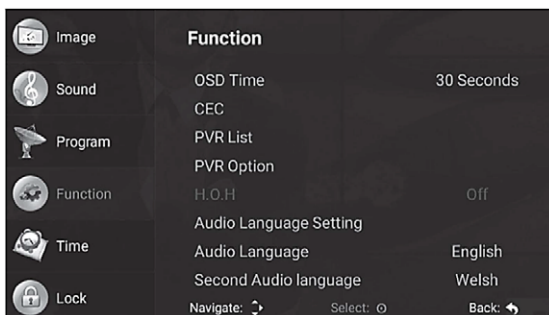 Image
Sound
Program
Function
Time
Lock
Function
OSD Time 30 Seconds
CEC
PVR List
PVR Option
H.O.H Off
Audio Language Setting
Audio Language English
Second Audio language Welsh
Navigate: Select: Back: